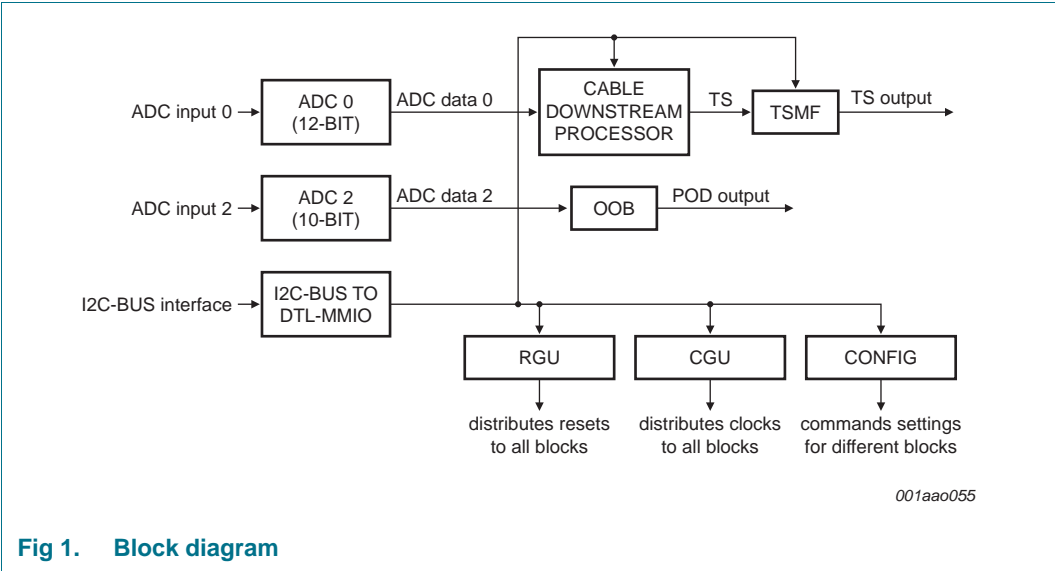 CABLE
DOWNSTREAM
PROCESSOR
ADC input 0
ADC 0
(12-BIT)
ADC data 0
TS
TSMF
TS output
ADC input 2
ADC 2
(10-BIT)
ADC data 2
OOB
POD output
I2C-BUS interface
I2C-BUS TO
DTL-MMIO
RGU
CGU
CONFIG
distributes resets
to all blocks
distributes clocks
to all blocks
commands settings
for different blocks
001aao055
Fig 1. Block diagram